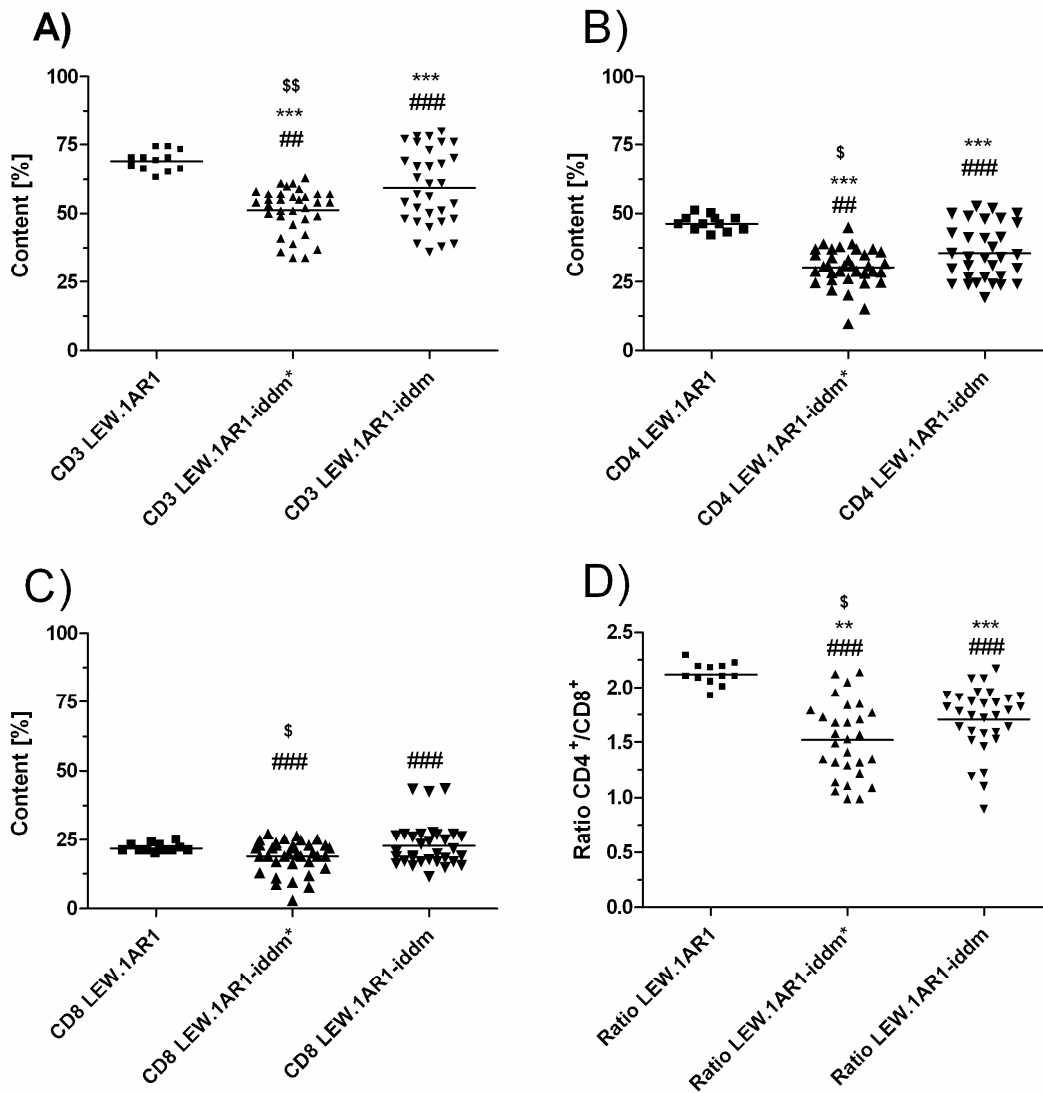 A)
$$
***
##
***
###
100
75
50
25
0
Content [%]
CD3 LEW.1AR1
CD3 LEW.1AR1-iddm*
CD3 LEW.1AR1-iddm
B)
$
***
##
***
###
100
75
50
25
0
Content [%]
CD4 LEW.1AR1
CD4 LEW.1AR1-iddm*
CD4 LEW.1AR1-iddm
C)
$
###
###
100
75
50
25
0
Content [%]
CD8 LEW.1AR1
CD8 LEW.1AR1-iddm*
CD8 LEW.1AR1-iddm
D)
$
**
###
***
###
2.5
2.0
1.5
1.0
0.5
0.0
Ratio CD4⁺/CD8⁺
Ratio LEW.1AR1
Ratio LEW.1AR1-iddm*
Ratio LEW.1AR1-iddm